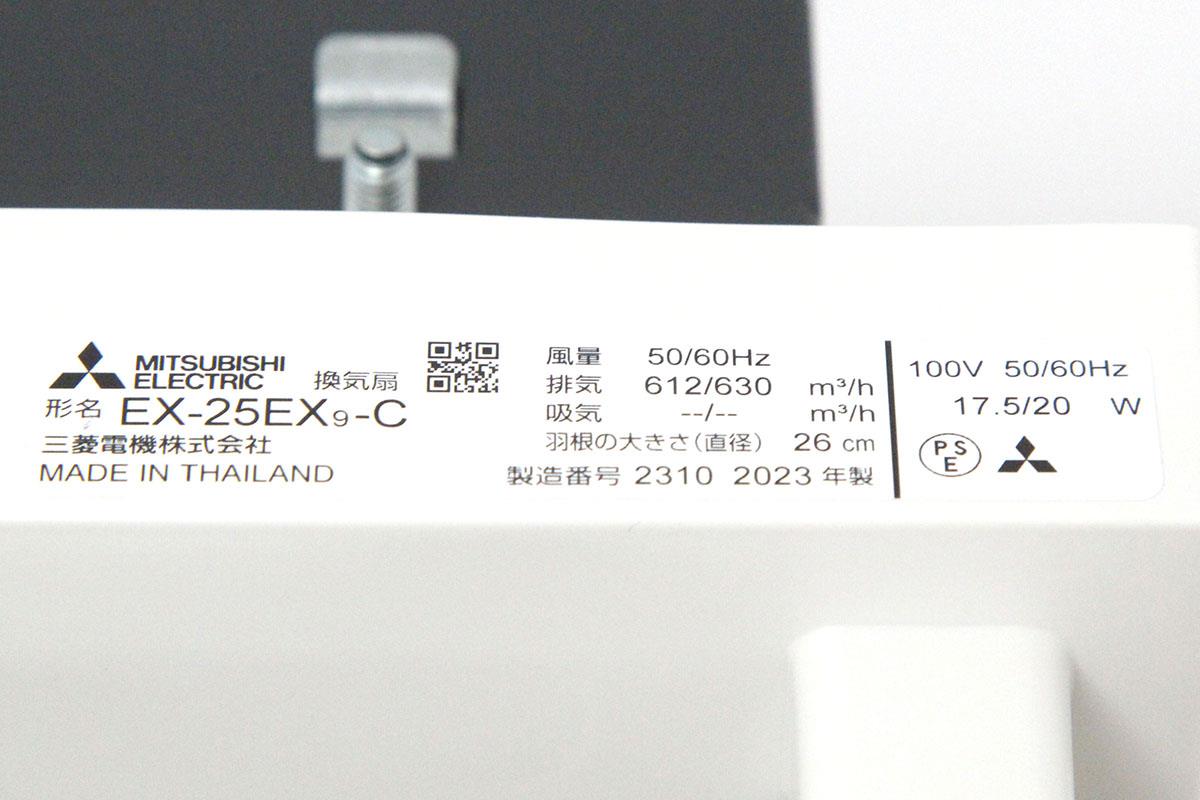 MITSUBISHI
ELECTRIC 換気扇
形名 EX-25EX9-C
三菱電機株式会社
MADE IN THAILAND
風量 50/60Hz
排気 612/630 m³/h
吸気 --/-- m³/h
羽根の大きさ(直径) 26 cm
製造番号 2310 2023 年製
100V 50/60Hz
17.5/20 W
PSE